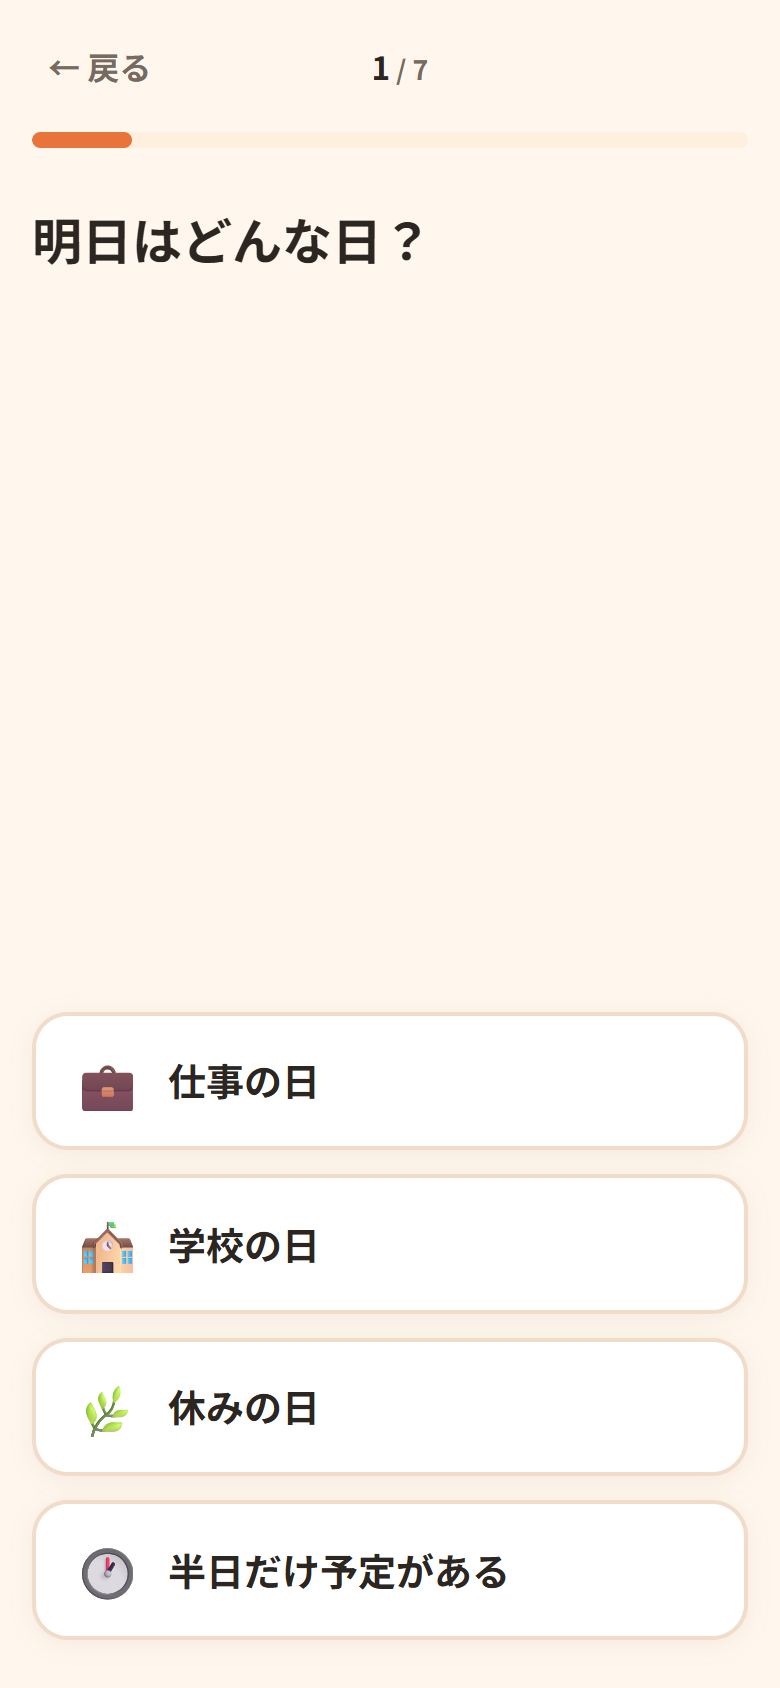 ← 戻る
1 / 7
明日はどんな日？
仕事の日
学校の日
休みの日
半日だけ予定がある